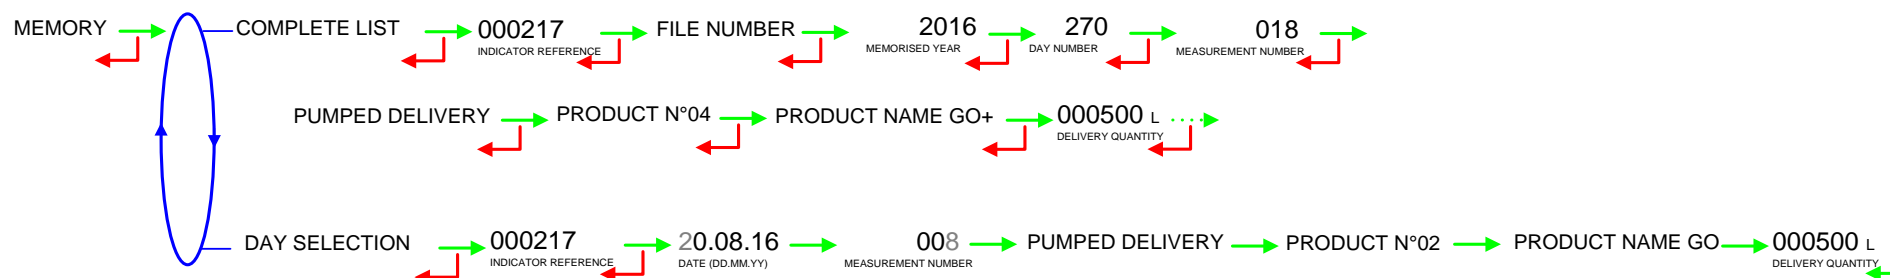 MEMORY COMPLETE LIST 000217 FILE NUMBER 2016 270 018
INDICATOR REFERENCE MEMORISED YEAR DAY NUMBER MEASUREMENT NUMBER
PUMPED DELIVERY PRODUCT N°04 PRODUCT NAME GO+ 000500 L
DELIVERY QUANTITY
DAY SELECTION 000217 20.08.16 008 PUMPED DELIVERY PRODUCT N°02 PRODUCT NAME GO 000500 L
INDICATOR REFERENCE DATE (DD.MM.YY) MEASUREMENT NUMBER DELIVERY QUANTITY